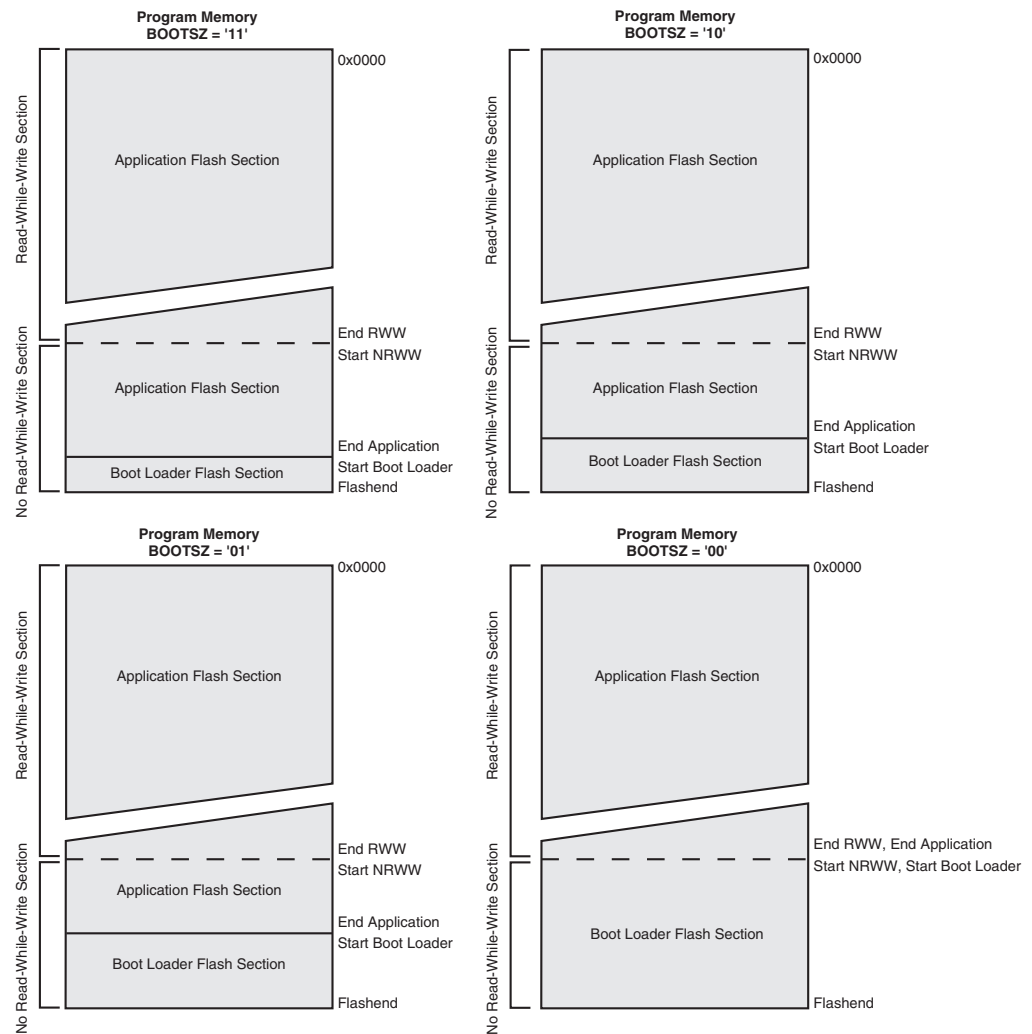 Program Memory
BOOTSZ = '11'
0x0000
Read-While-Write Section
Application Flash Section
End RWW
Start NRWW
No Read-While-Write Section
Application Flash Section
End Application
Start Boot Loader
Boot Loader Flash Section
Flashend
Program Memory
BOOTSZ = '10'
0x0000
Read-While-Write Section
Application Flash Section
End RWW
Start NRWW
No Read-While-Write Section
Application Flash Section
End Application
Start Boot Loader
Boot Loader Flash Section
Flashend
Program Memory
BOOTSZ = '01'
0x0000
Read-While-Write Section
Application Flash Section
End RWW
Start NRWW
No Read-While-Write Section
Application Flash Section
End Application
Start Boot Loader
Boot Loader Flash Section
Flashend
Program Memory
BOOTSZ = '00'
0x0000
Read-While-Write Section
Application Flash Section
End RWW, End Application
Start NRWW, Start Boot Loader
No Read-While-Write Section
Boot Loader Flash Section
Flashend